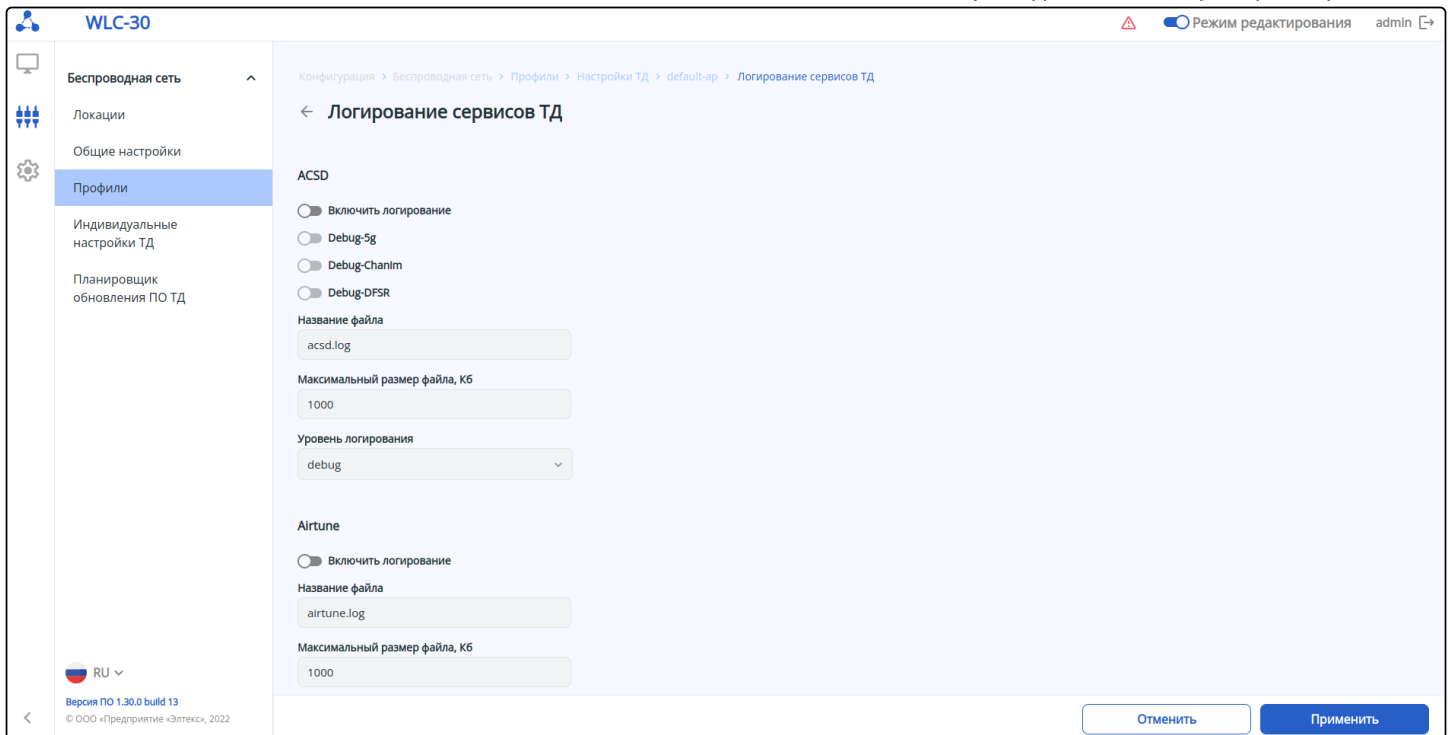 WLC-30
Режим редактирования
admin
Беспроводная сеть
Локации
Общие настройки
Профили
Индивидуальные
настройки ТД
Планировщик
обновления ПО ТД
RU
Версия ПО 1.30.0 build 13
© ООО «Предприятие «Элтекс», 2022
Конфигурация > Беспроводная сеть > Профили > Настройки ТД > default-ap > Логирование сервисов ТД
← Логирование сервисов ТД
ACSD
Включить логирование
Debug-5g
Debug-Chanlm
Debug-DFSR
Название файла
acsd.log
Максимальный размер файла, Кб
1000
Уровень логирования
debug
Airtune
Включить логирование
Название файла
airtune.log
Максимальный размер файла, Кб
1000
Отменить
Применить